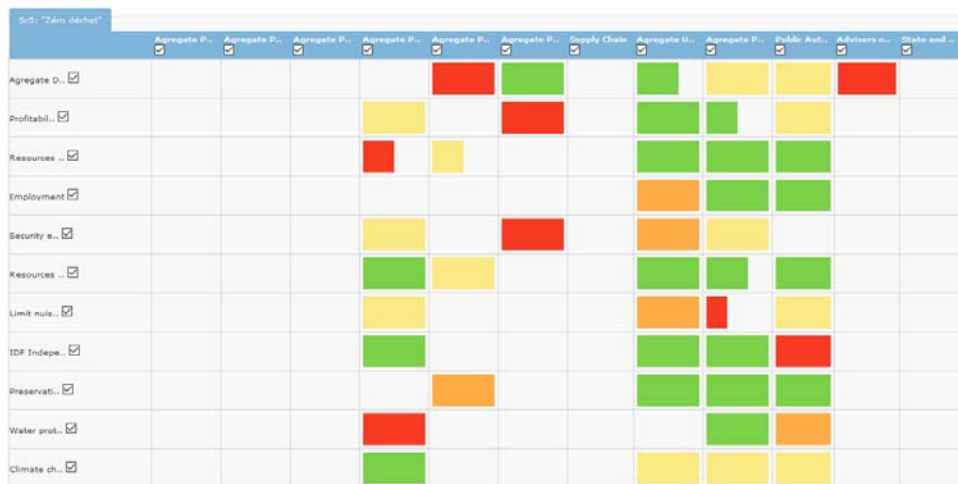 Sc5: "Zéro déchet"
Agregate P.. Agregate P.. Agregate P.. Agregate P.. Agregate P.. Agregate P.. Supply Chain Agregate U.. Agregate P.. Public Aut.. Advisers o.. State and ..
Agregate D..
Profitabil..
Resources ..
Employment
Security e..
Resources ..
Limit nuis..
IDF Indepe..
Preservati..
Water prot..
Climate ch..